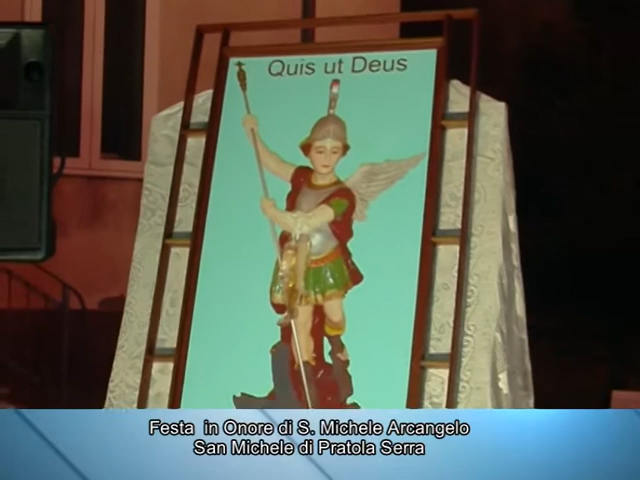 Quis ut Deus
Festa in Onore di S. Michele Arcangelo
San Michele di Pratola Serra